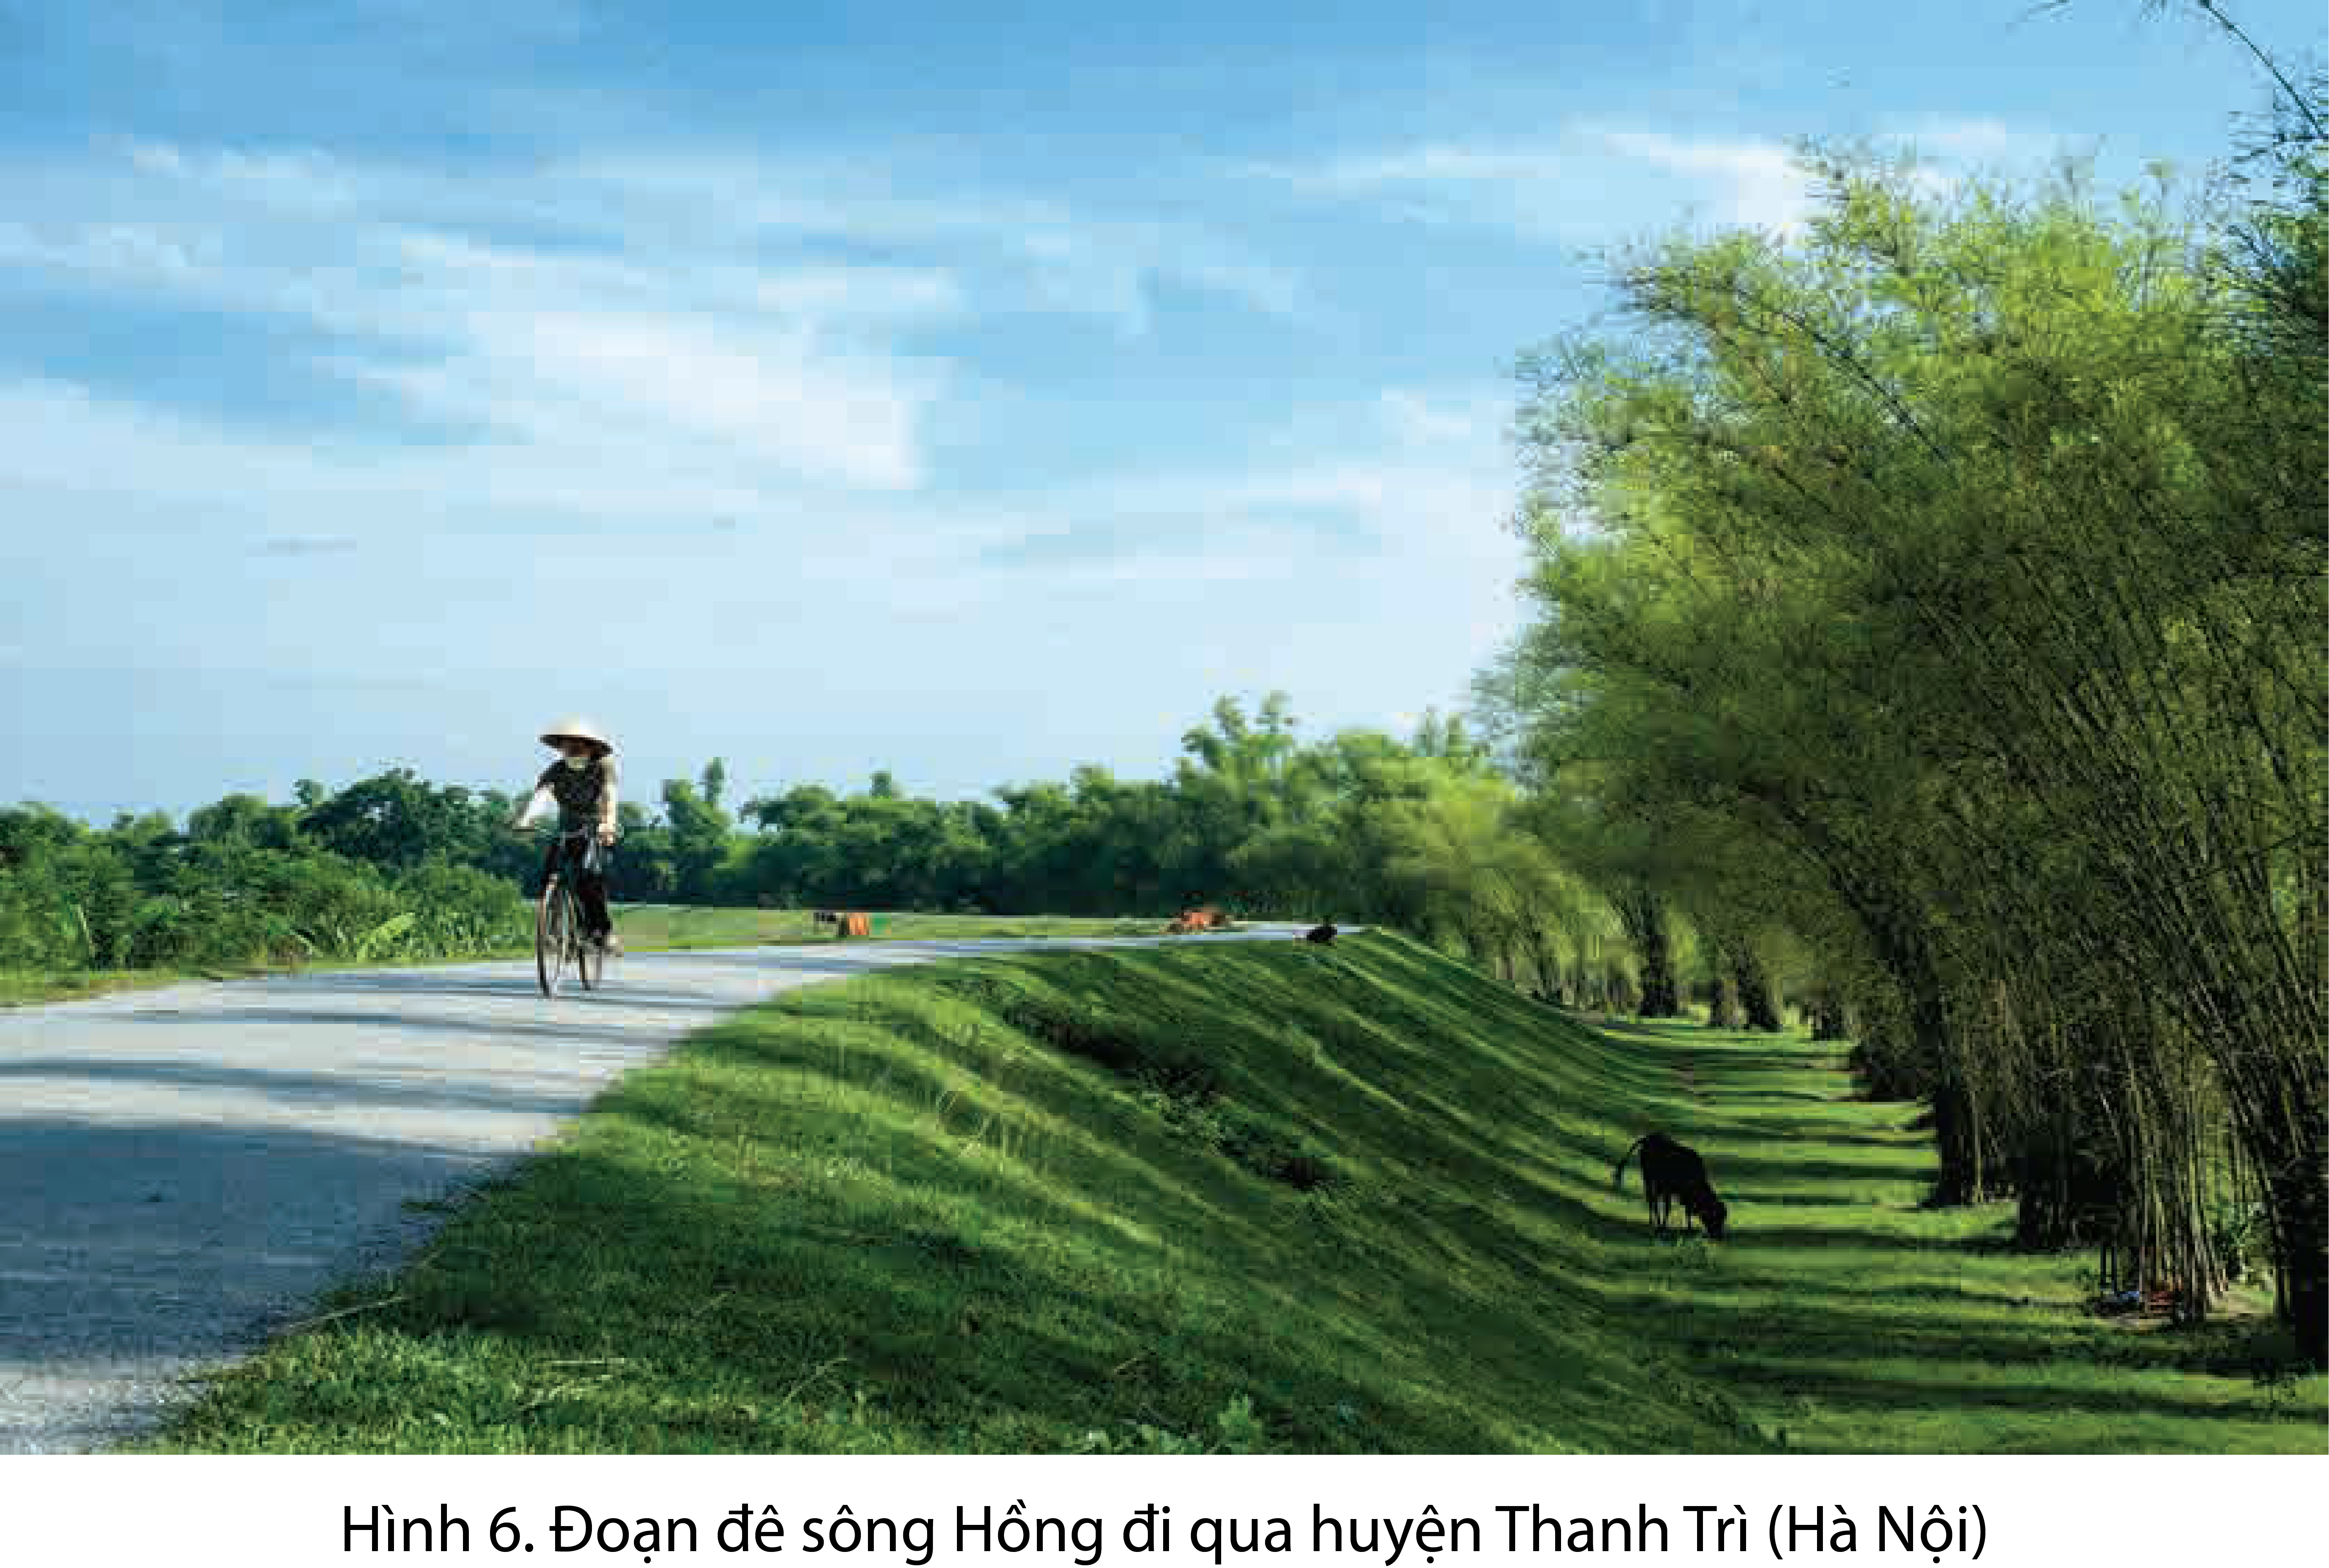 Hình 6. Đoạn đê sông Hồng đi qua huyện Thanh Trì (Hà Nội)